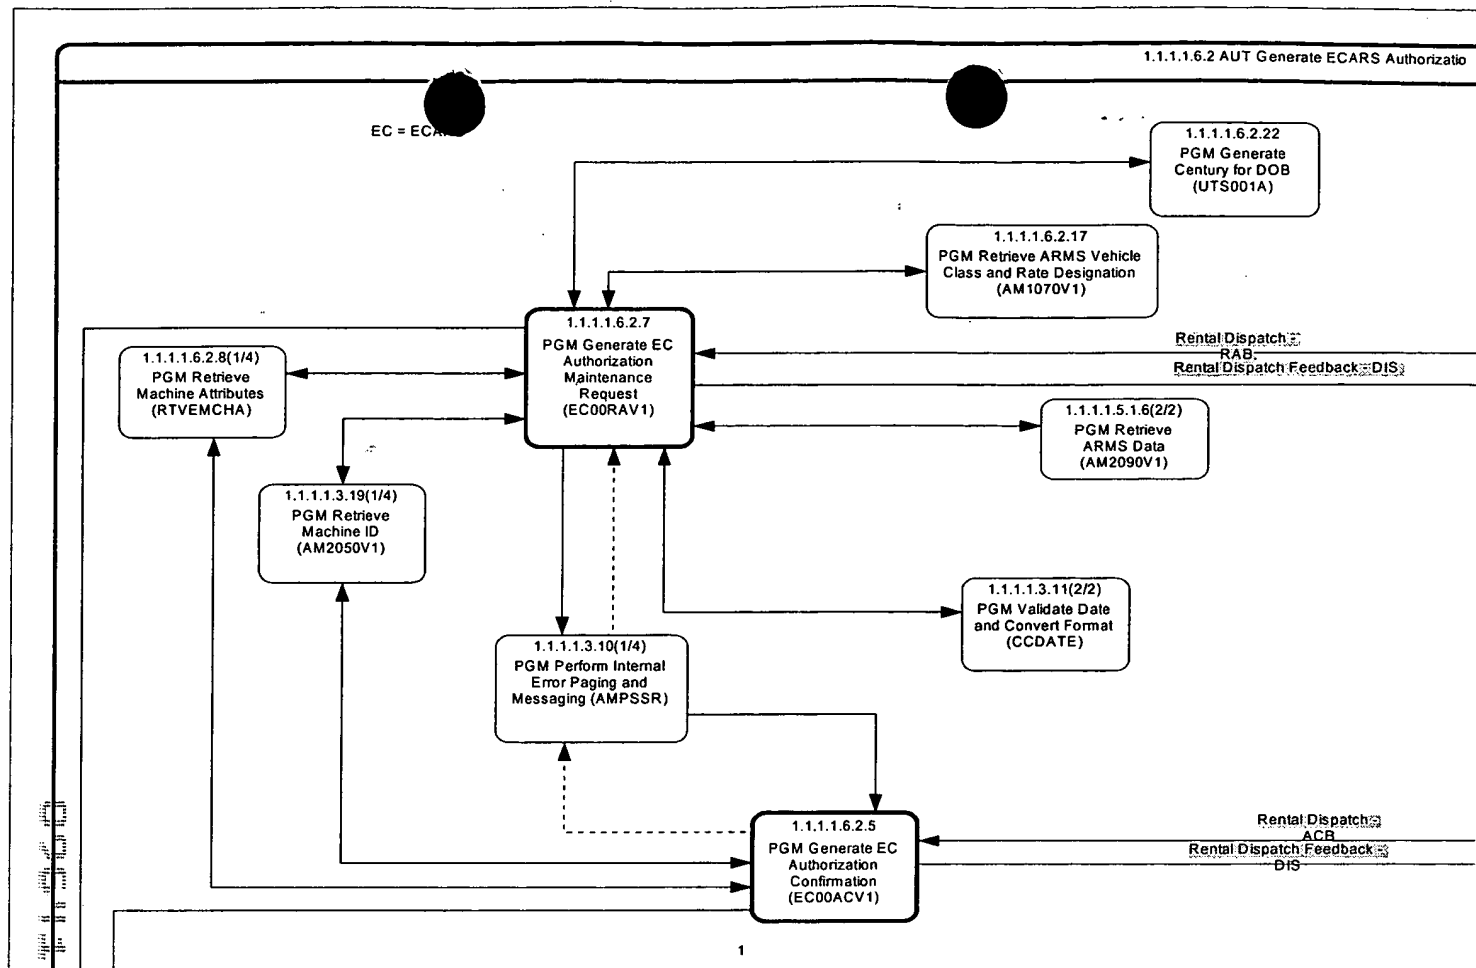 1.1.1.1.6.2 AUT Generate ECARS Authorizatio
EC = ECA
1.1.1.1.6.2.22
PGM Generate
Century for DOB
(UTS001A)
1.1.1.1.6.2.17
PGM Retrieve ARMS Vehicle
Class and Rate Designation
(AM1070V1)
1.1.1.1.6.2.7
PGM Generate EC
Authorization
Maintenance
Request
(EC00RAV1)
Rental Dispatch -
RAB
Rental Dispatch Feedback - DIS
1.1.1.1.6.2.8(1/4)
PGM Retrieve
Machine Attributes
(RTVEMCHA)
1.1.1.1.5.1.6(2/2)
PGM Retrieve
ARMS Data
(AM2090V1)
1.1.1.1.3.19(1/4)
PGM Retrieve
Machine ID
(AM2050V1)
1.1.1.1.3.11(2/2)
PGM Validate Date
and Convert Format
(CCDATE)
1.1.1.1.3.10(1/4)
PGM Perform Internal
Error Paging and
Messaging (AMPSSR)
1.1.1.1.6.2.5
PGM Generate EC
Authorization
Confirmation
(EC00ACV1)
Rental Dispatch -
ACB
Rental Dispatch Feedback -
DIS
1